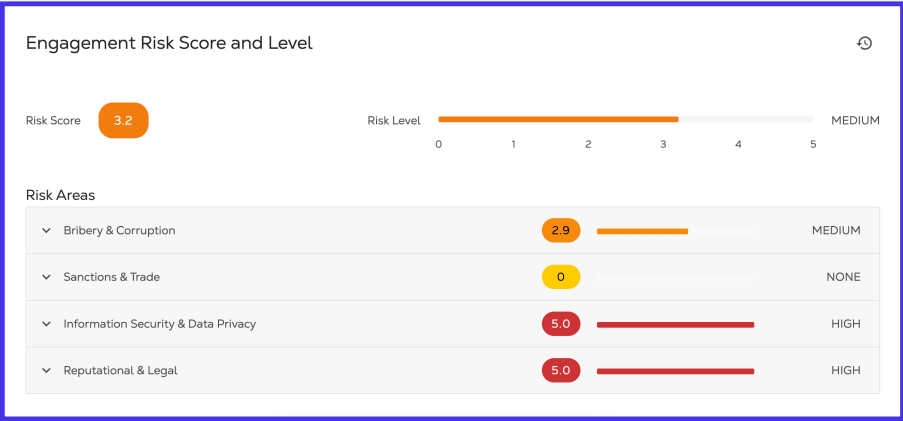 Engagement Risk Score and Level
Risk Score 3.2 Risk Level MEDIUM
0 1 2 3 4 5
Risk Areas
Bribery & Corruption 2.9 MEDIUM
Sanctions & Trade 0 NONE
Information Security & Data Privacy 5.0 HIGH
Reputational & Legal 5.0 HIGH